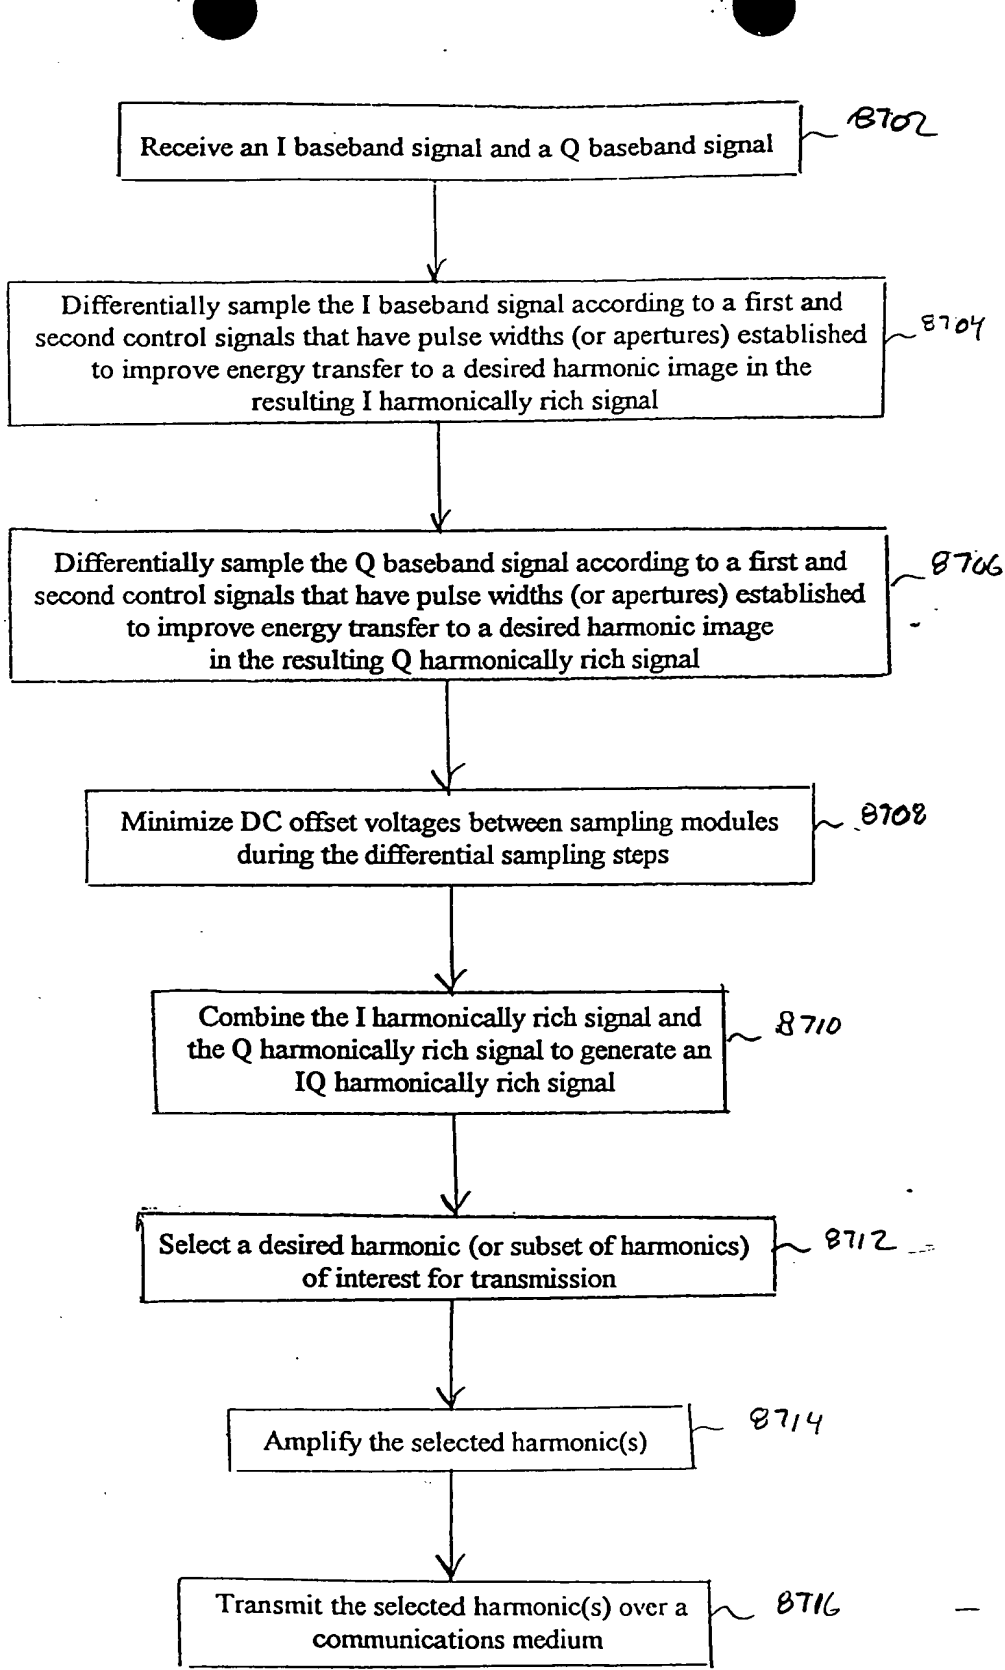 Receive an I baseband signal and a Q baseband signal
8702
Differentially sample the I baseband signal according to a first and
second control signals that have pulse widths (or apertures) established
to improve energy transfer to a desired harmonic image in the
resulting I harmonically rich signal
8704
Differentially sample the Q baseband signal according to a first and
second control signals that have pulse widths (or apertures) established
to improve energy transfer to a desired harmonic image
in the resulting Q harmonically rich signal
8706
Minimize DC offset voltages between sampling modules
during the differential sampling steps
8708
Combine the I harmonically rich signal and
the Q harmonically rich signal to generate an
IQ harmonically rich signal
8710
Select a desired harmonic (or subset of harmonics)
of interest for transmission
8712
Amplify the selected harmonic(s)
8714
Transmit the selected harmonic(s) over a
communications medium
8716